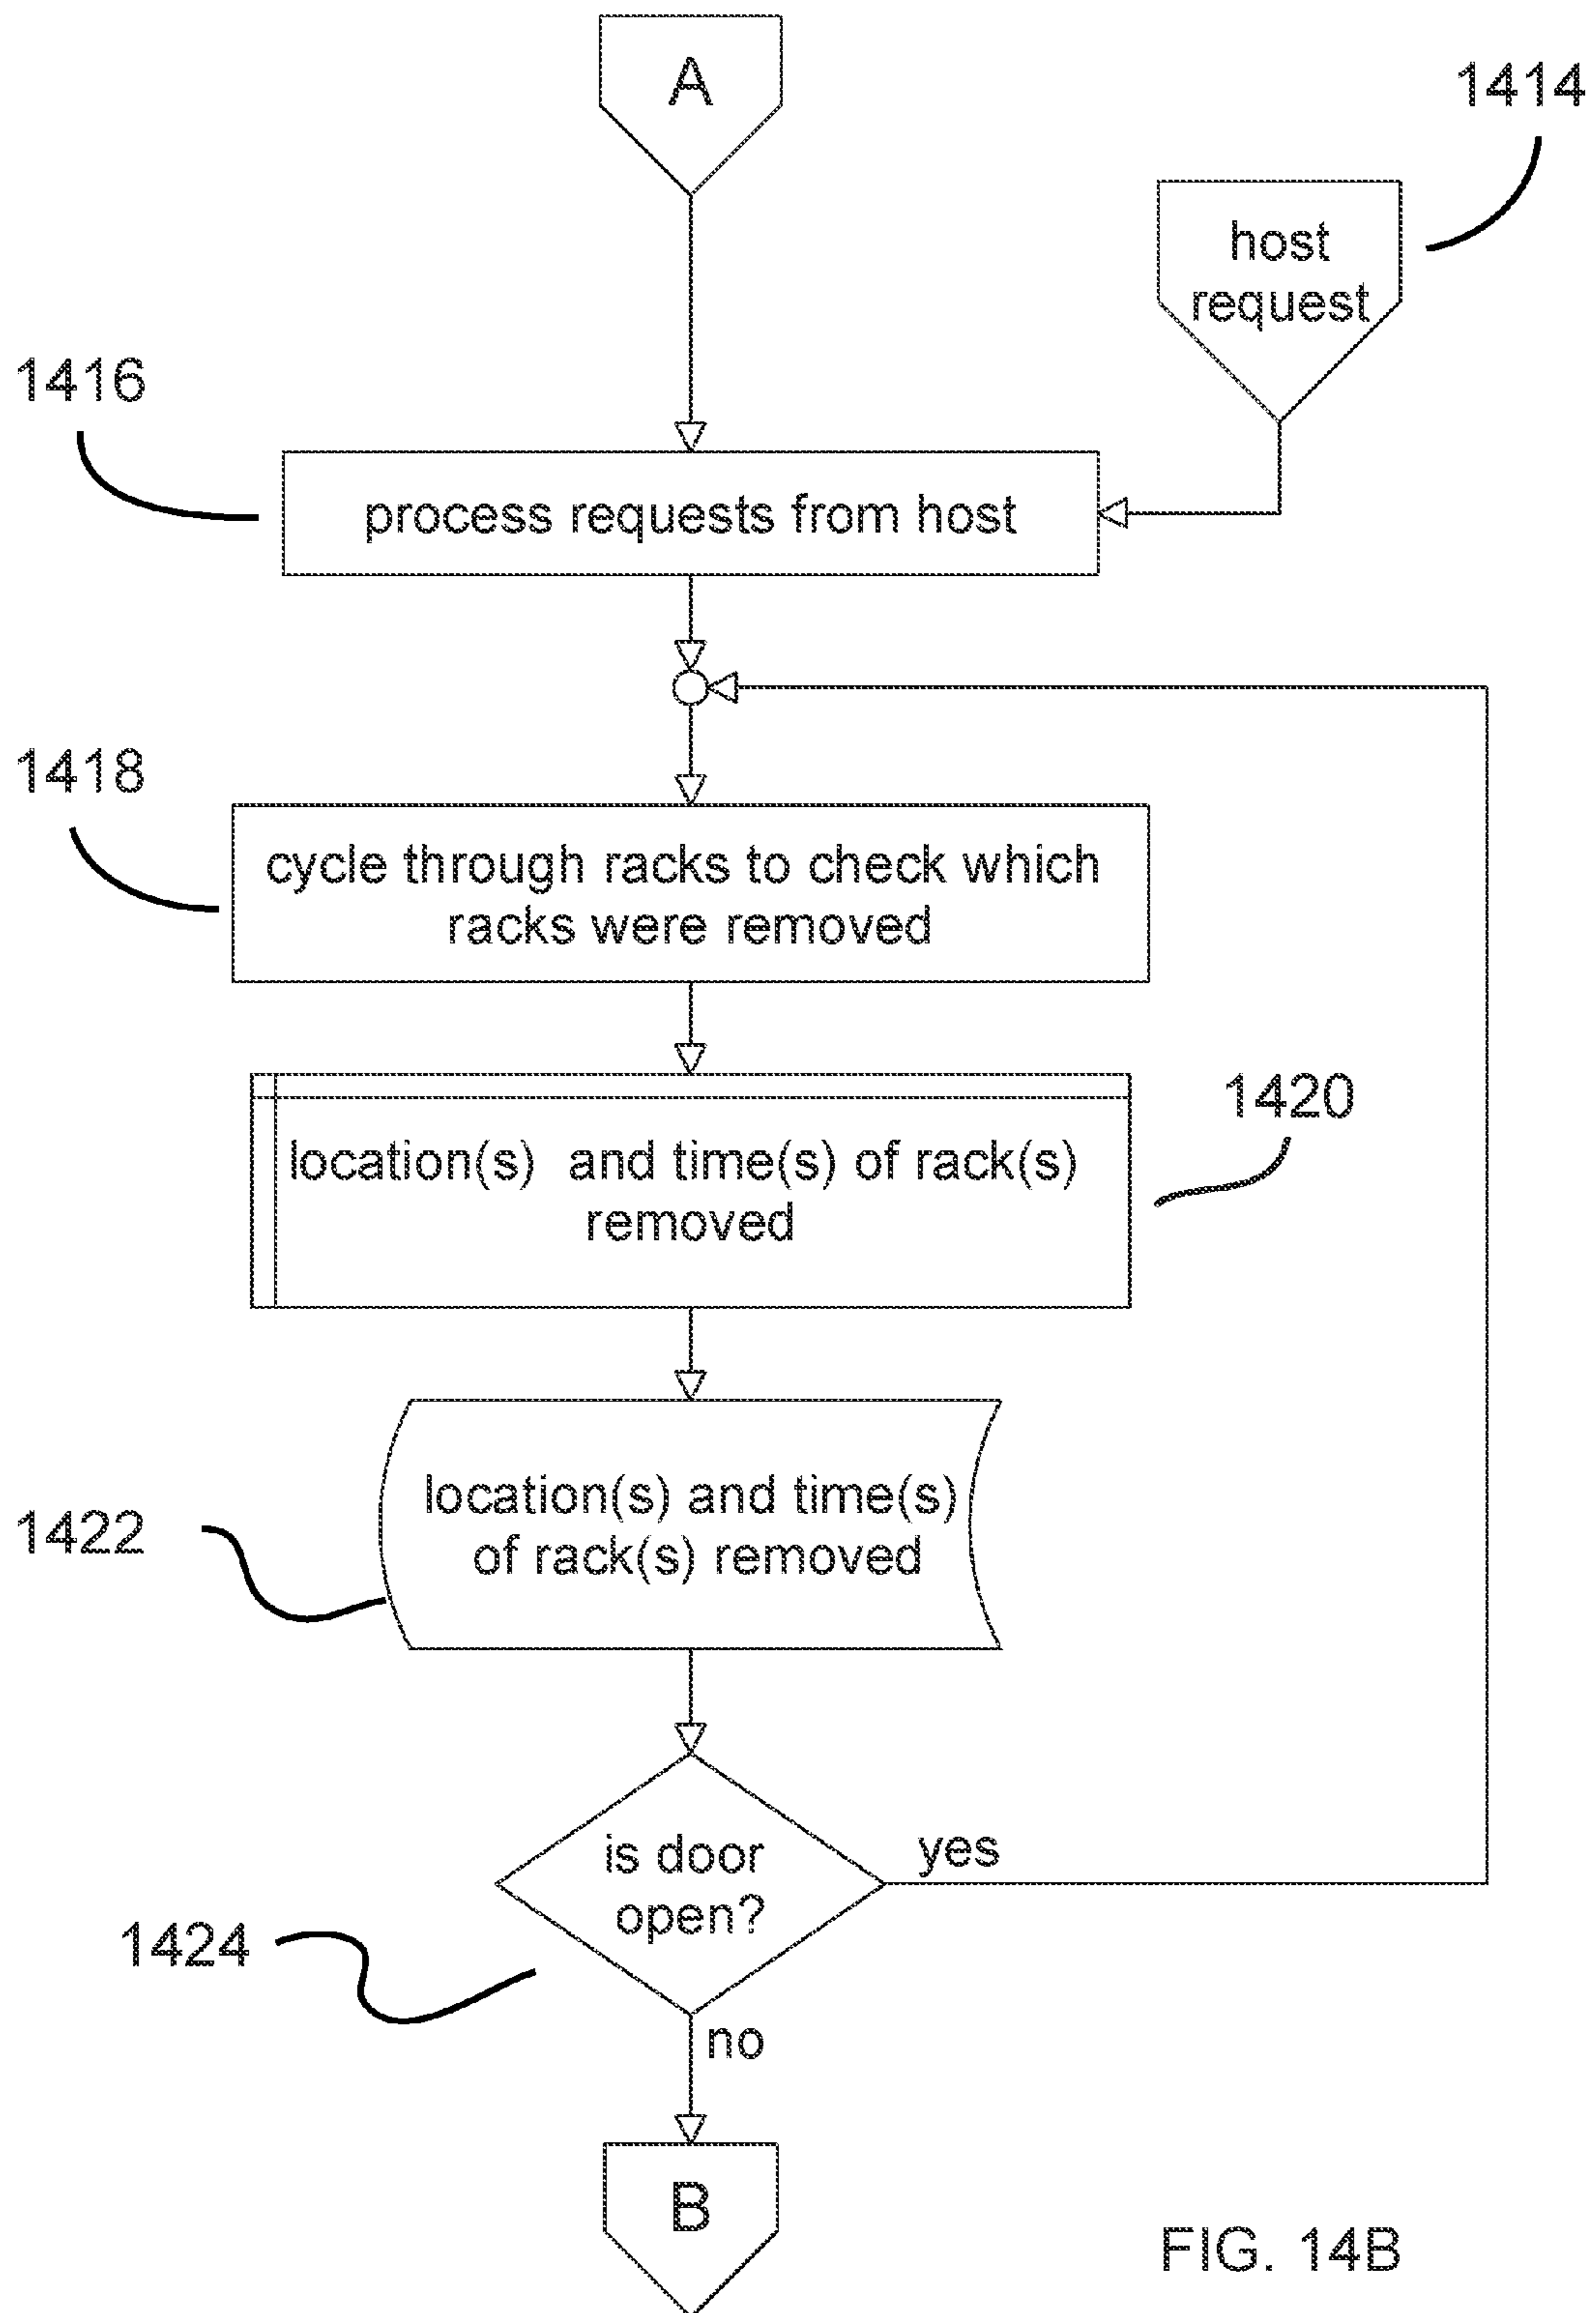 A
1414
host
request
1416
process requests from host
1418
cycle through racks to check which
racks were removed
1420
location(s) and time(s) of rack(s)
removed
location(s) and time(s)
of rack(s) removed
1422
is door
open?
yes
1424
no
B
FIG. 14B